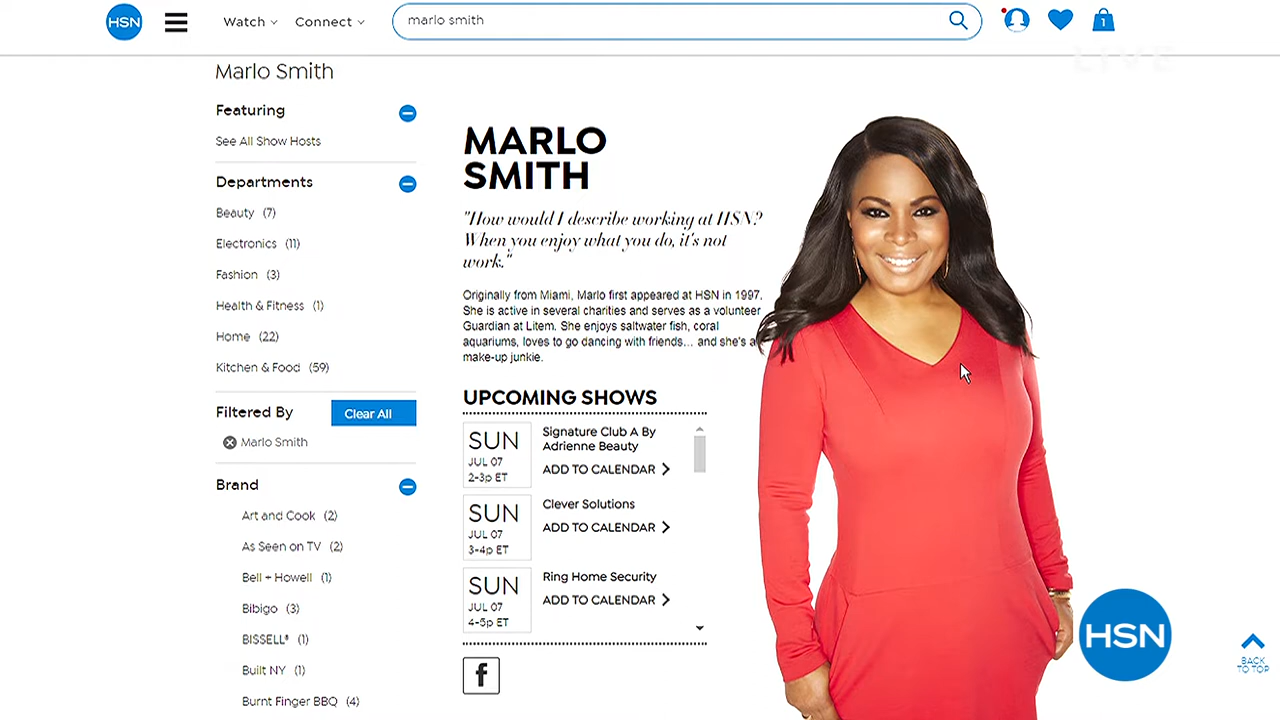 HSN
Watch
Connect
marlo smith
1
LIVE
Marlo Smith
Featuring
See All Show Hosts
Departments
Beauty (7)
Electronics (11)
Fashion (3)
Health & Fitness (1)
Home (22)
Kitchen & Food (59)
Filtered By
Clear All
Marlo Smith
Brand
Art and Cook (2)
As Seen on TV (2)
Bell + Howell (1)
Bibigo (3)
BISSELL® (1)
Built NY (1)
Burnt Finger BBQ (4)
MARLO
SMITH
"How would I describe working at HSN?
When you enjoy what you do, it's not
work."
Originally from Miami, Marlo first appeared at HSN in 1997.
She is active in several charities and serves as a volunteer
Guardian at Litem. She enjoys saltwater fish, coral
aquariums, loves to go dancing with friends... and she's a
make-up junkie.
UPCOMING SHOWS
SUN
JUL 07
2-3p ET
Signature Club A By
Adrienne Beauty
ADD TO CALENDAR
SUN
JUL 07
3-4p ET
Clever Solutions
ADD TO CALENDAR
SUN
JUL 07
4-5p ET
Ring Home Security
ADD TO CALENDAR
f
HSN
BACK
TO TOP